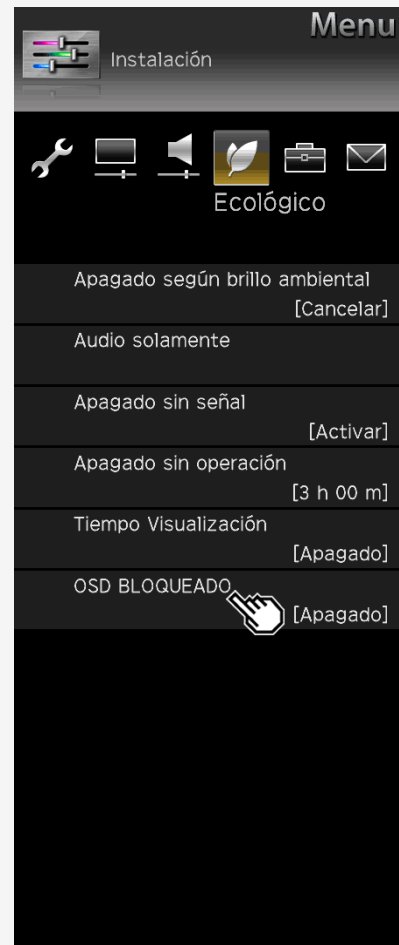 Menu
Instalación
Ecológico
Apagado según brillo ambiental
[Cancelar]
Audio solamente
Apagado sin señal
[Activar]
Apagado sin operación
[3 h 00 m]
Tiempo Visualización
[Apagado]
OSD BLOQUEADO
[Apagado]